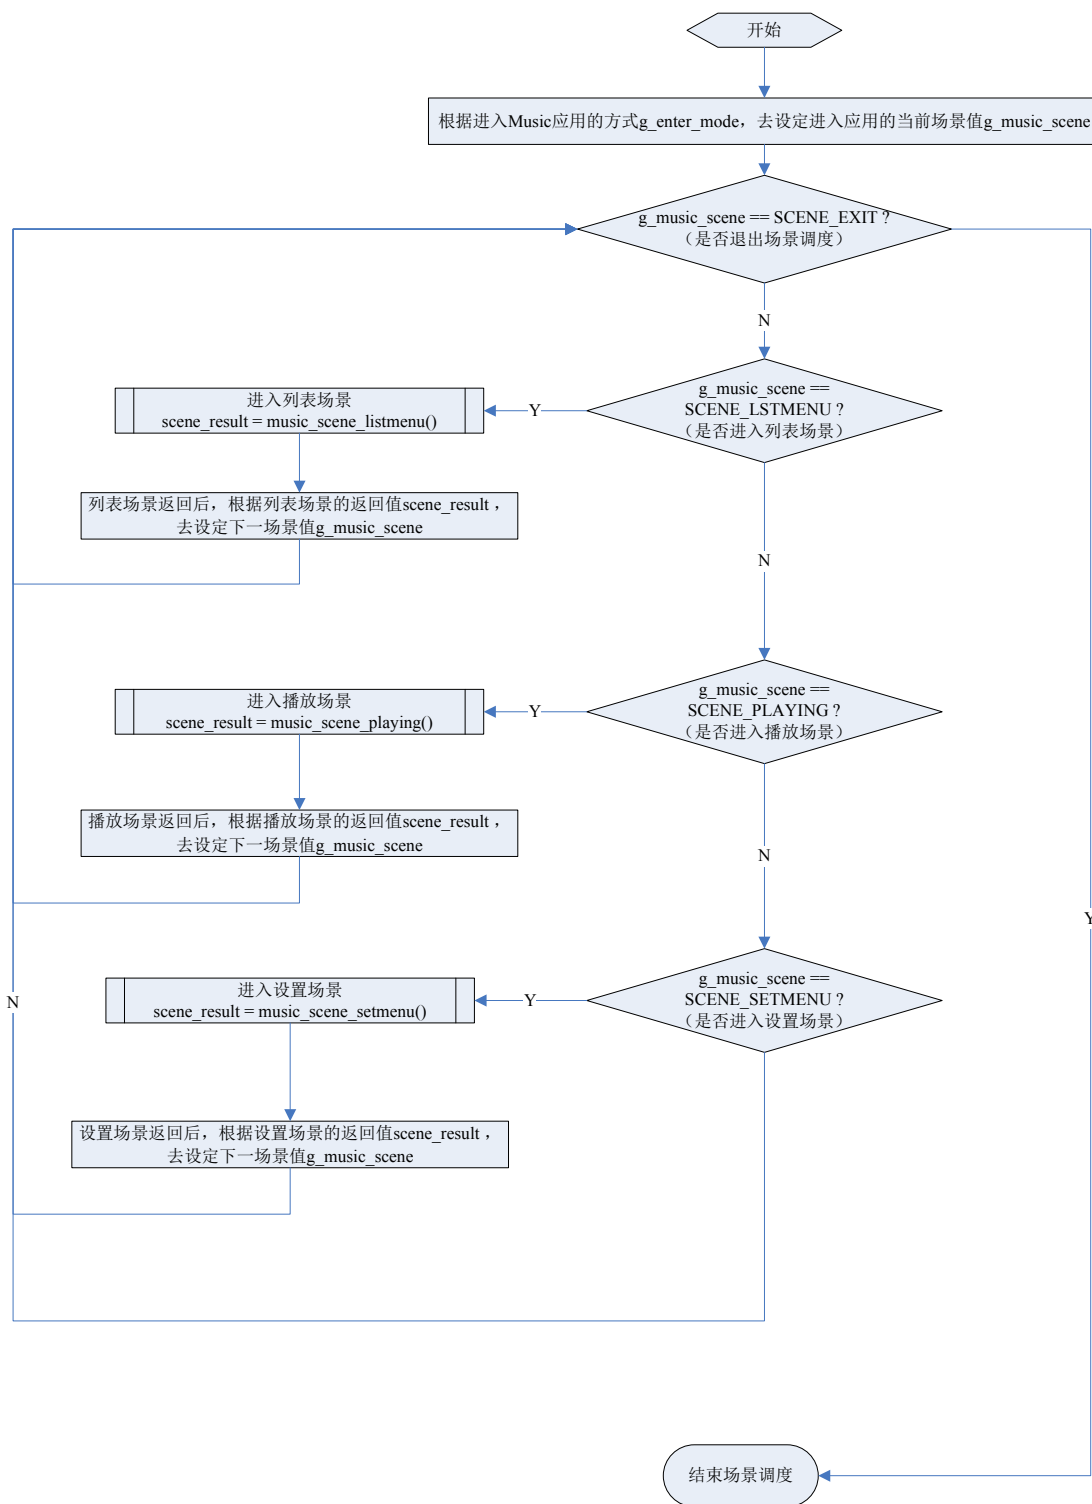 开始
根据进入Music应用的方式g_enter_mode，去设定进入应用的当前场景值g_music_scene
g_music_scene == SCENE_EXIT ?
（是否退出场景调度）
N
g_music_scene ==
SCENE_LSTMENU ?
（是否进入列表场景）
Y
进入列表场景
scene_result = music_scene_listmenu()
列表场景返回后，根据列表场景的返回值scene_result ，
去设定下一场景值g_music_scene
N
g_music_scene ==
SCENE_PLAYING ?
（是否进入播放场景）
Y
进入播放场景
scene_result = music_scene_playing()
播放场景返回后，根据播放场景的返回值scene_result ，
去设定下一场景值g_music_scene
N
Y
g_music_scene ==
SCENE_SETMENU ?
（是否进入设置场景）
Y
进入设置场景
scene_result = music_scene_setmenu()
N
设置场景返回后，根据设置场景的返回值scene_result ，
去设定下一场景值g_music_scene
结束场景调度